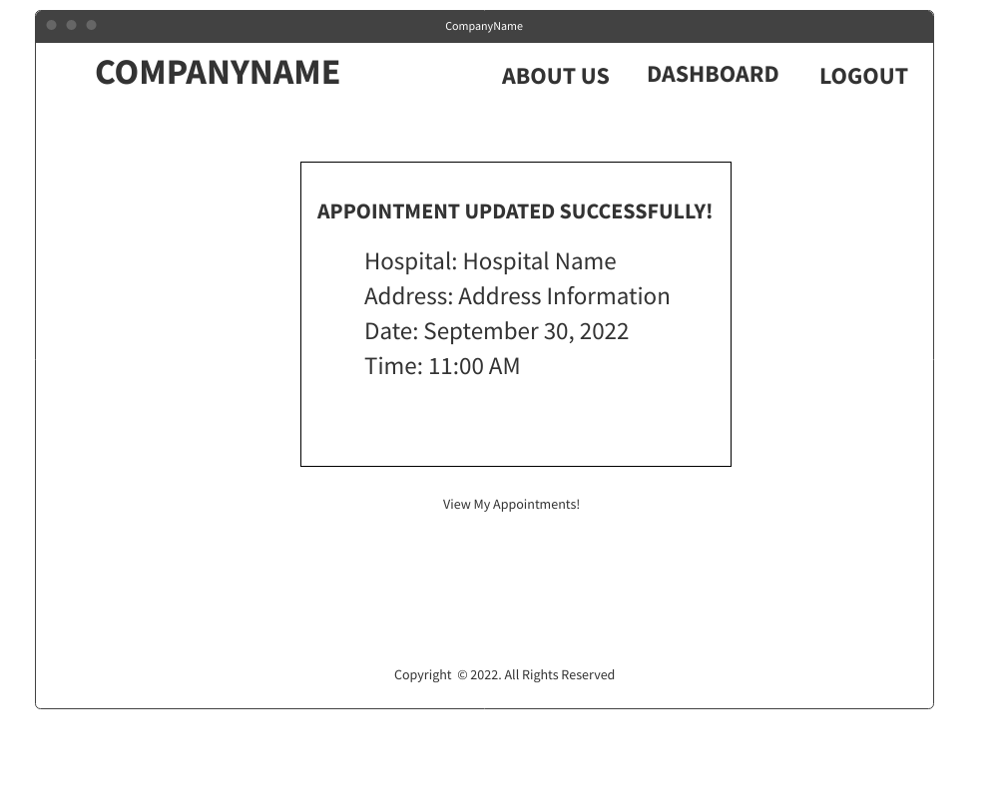 CompanyName
COMPANYNAME ABOUT US DASHBOARD LOGOUT
APPOINTMENT UPDATED SUCCESSFULLY!
Hospital: Hospital Name
Address: Address Information
Date: September 30, 2022
Time: 11:00 AM
View My Appointments!
Copyright © 2022. All Rights Reserved